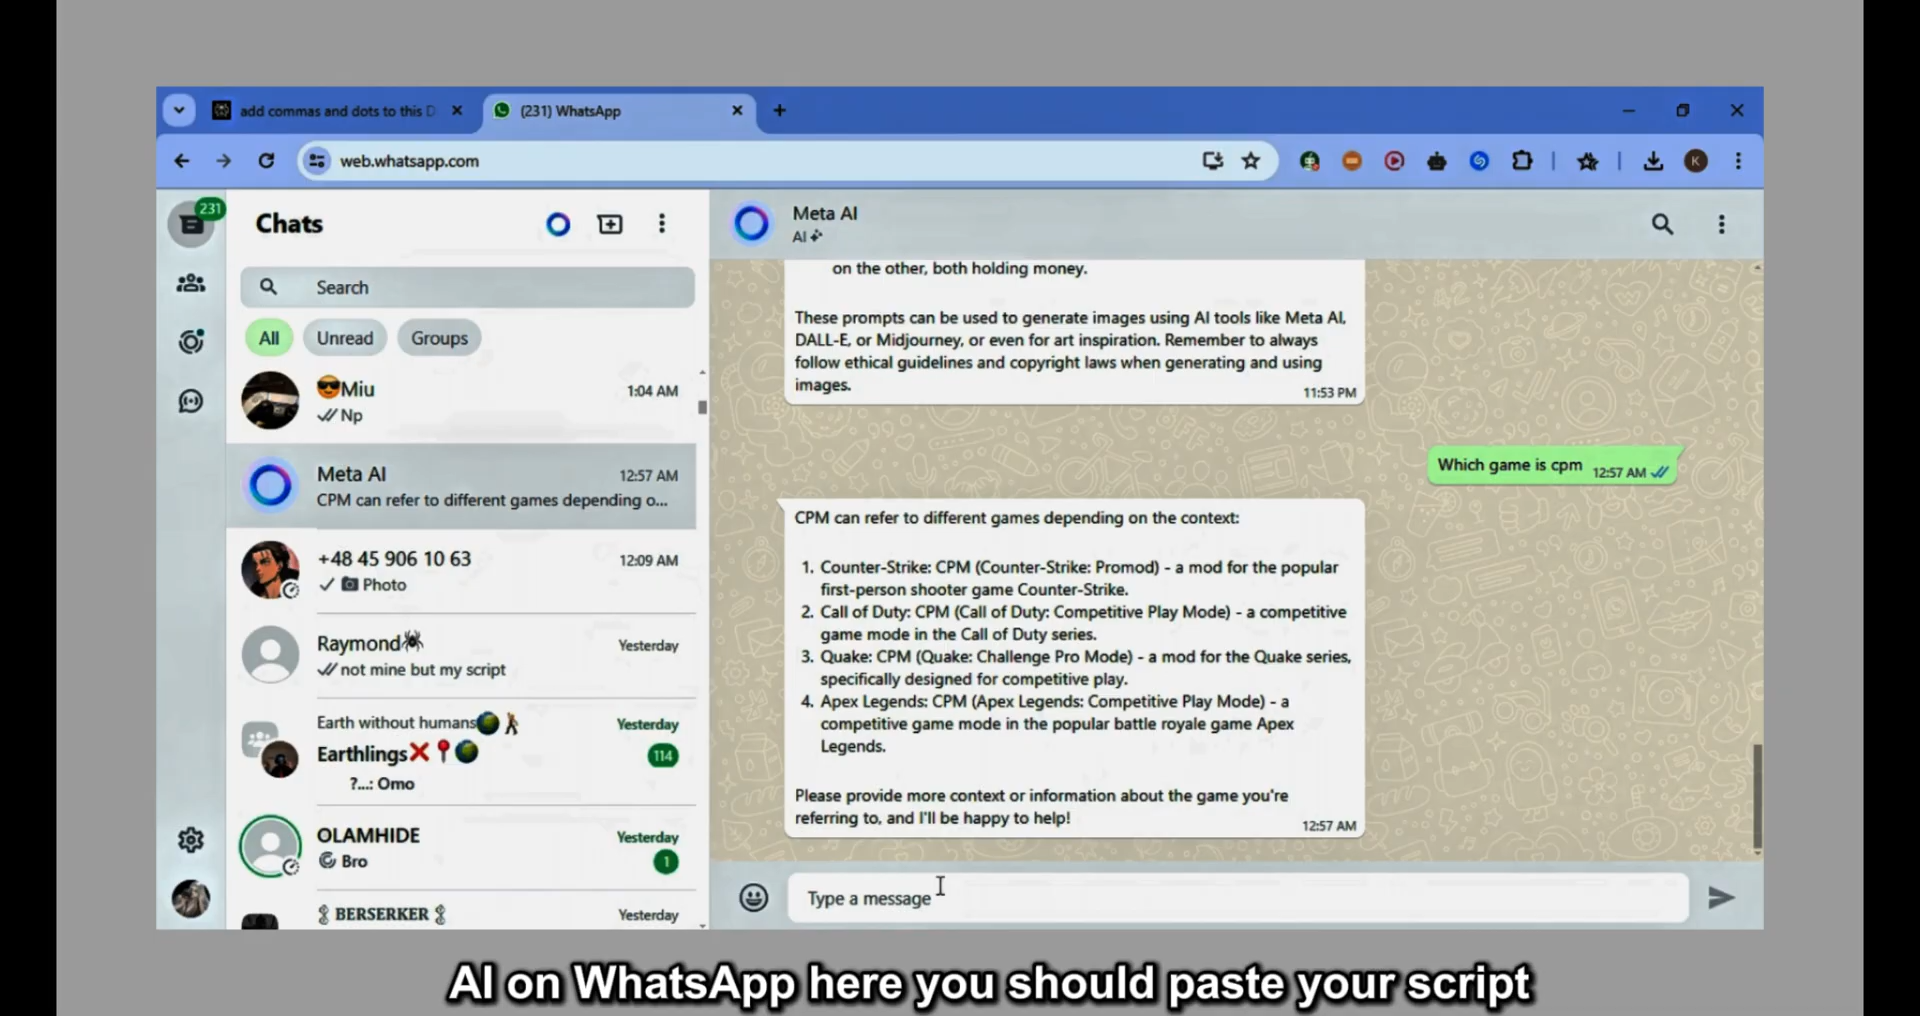 add commas and dots to this D
(231) WhatsApp
web.whatsapp.com
K
231
Chats
Search
All
Unread
Groups
😎Miu
1:04 AM
Np
Meta AI
12:57 AM
CPM can refer to different games depending o...
+48 45 906 10 63
12:09 AM
Photo
Raymond🕷
Yesterday
not mine but my script
Earth without humans🌍🚶
Yesterday
Earthlings❌📍🌍
114
?...: Omo
OLAMHIDE
Yesterday
Bro
1
BERSERKER
Yesterday
Meta AI
AI
on the other, both holding money.
These prompts can be used to generate images using AI tools like Meta AI,
DALL-E, or Midjourney, or even for art inspiration. Remember to always
follow ethical guidelines and copyright laws when generating and using
images.
11:53 PM
Which game is cpm
12:57 AM
CPM can refer to different games depending on the context:
1. Counter-Strike: CPM (Counter-Strike: Promod) - a mod for the popular
first-person shooter game Counter-Strike.
2. Call of Duty: CPM (Call of Duty: Competitive Play Mode) - a competitive
game mode in the Call of Duty series.
3. Quake: CPM (Quake: Challenge Pro Mode) - a mod for the Quake series,
specifically designed for competitive play.
4. Apex Legends: CPM (Apex Legends: Competitive Play Mode) - a
competitive game mode in the popular battle royale game Apex
Legends.
Please provide more context or information about the game you're
referring to, and I'll be happy to help!
12:57 AM
Type a message
AI on WhatsApp here you should paste your script